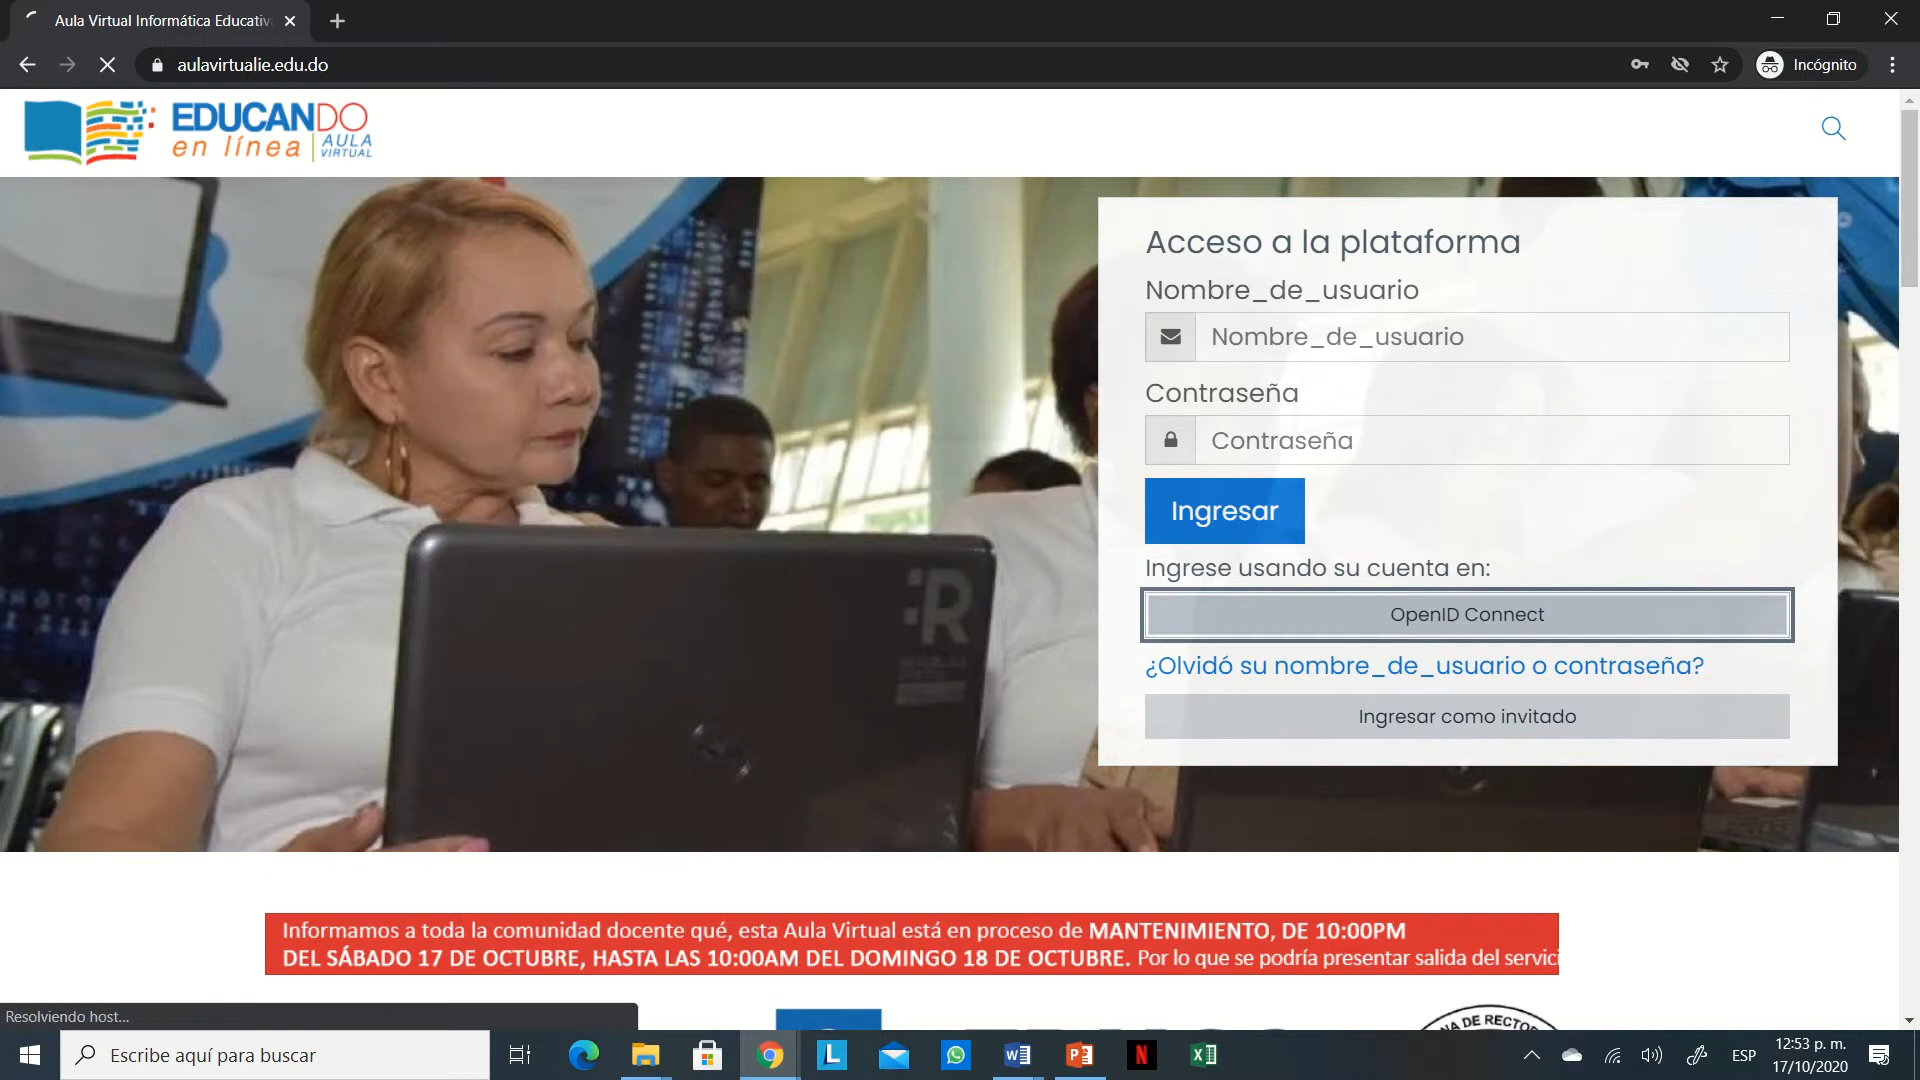 Aula Virtual Informática Educativ
aulavirtualie.edu.do
Incógnito
EDUCANDO
en línea
AULA
VIRTUAL
Acceso a la plataforma
Nombre_de_usuario
Nombre_de_usuario
Contraseña
Contraseña
Ingresar
Ingrese usando su cuenta en:
OpenID Connect
¿Olvidó su nombre_de_usuario o contraseña?
Ingresar como invitado
R
Informamos a toda la comunidad docente qué, esta Aula Virtual está en proceso de MANTENIMIENTO, DE 10:00PM
DEL SÁBADO 17 DE OCTUBRE, HASTA LAS 10:00AM DEL DOMINGO 18 DE OCTUBRE. Por lo que se podría presentar salida del servici
NA DE RECTOR
Resolviendo host...
Escribe aquí para buscar
ESP
12:53 p. m.
17/10/2020